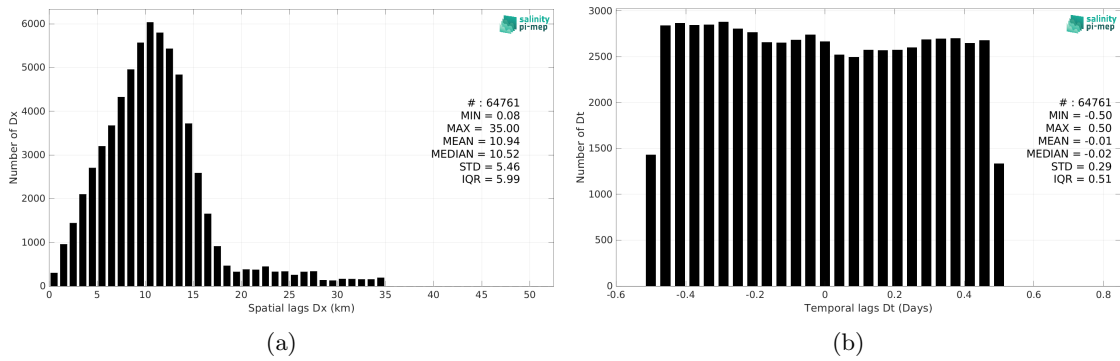 6000
5000
4000
3000
2000
1000
0
Number of Dx
salinity
pi-mep
# : 64761
MIN = 0.08
MAX = 35.00
MEAN = 10.94
MEDIAN = 10.52
STD = 5.46
IQR = 5.99
0 5 10 15 20 25 30 35 40 45 50
Spatial lags Dx (km)
(a)
3000
2500
2000
1500
1000
500
0
Number of Dt
salinity
pi-mep
# : 64761
MIN = -0.50
MAX = 0.50
MEAN = -0.01
MEDIAN = -0.02
STD = 0.29
IQR = 0.51
-0.6 -0.4 -0.2 0 0.2 0.4 0.6 0.8
Temporal lags Dt (Days)
(b)